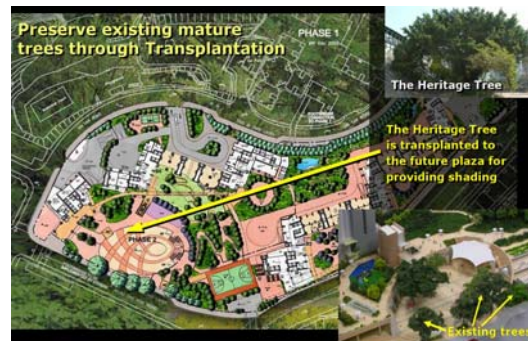 Preserve existing mature
trees through Transplantation
PHASE 1
The Heritage Tree
The Heritage Tree
is transplanted to
the future plaza for
providing shading
PHASE 2
Existing trees